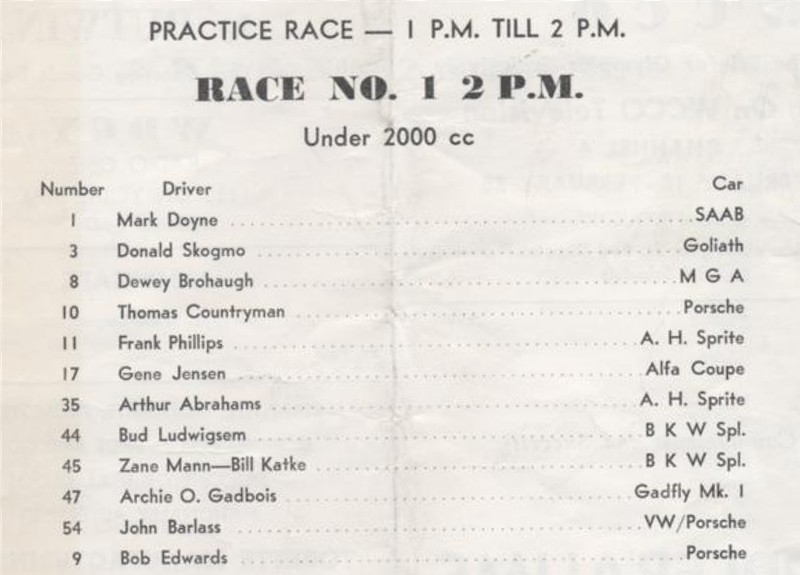 PRACTICE RACE — 1 P.M. TILL 2 P.M.
RACE NO. 1 2 P.M.
Under 2000 cc
Number Driver Car
1 Mark Doyne SAAB
3 Donald Skogmo Goliath
8 Dewey Brohaugh M G A
10 Thomas Countryman Porsche
11 Frank Phillips A. H. Sprite
17 Gene Jensen Alfa Coupe
35 Arthur Abrahams A. H. Sprite
44 Bud Ludwigsem B K W Spl.
45 Zane Mann—Bill Katke B K W Spl.
47 Archie O. Gadbois Gadfly Mk. I
54 John Barlass VW/Porsche
9 Bob Edwards Porsche